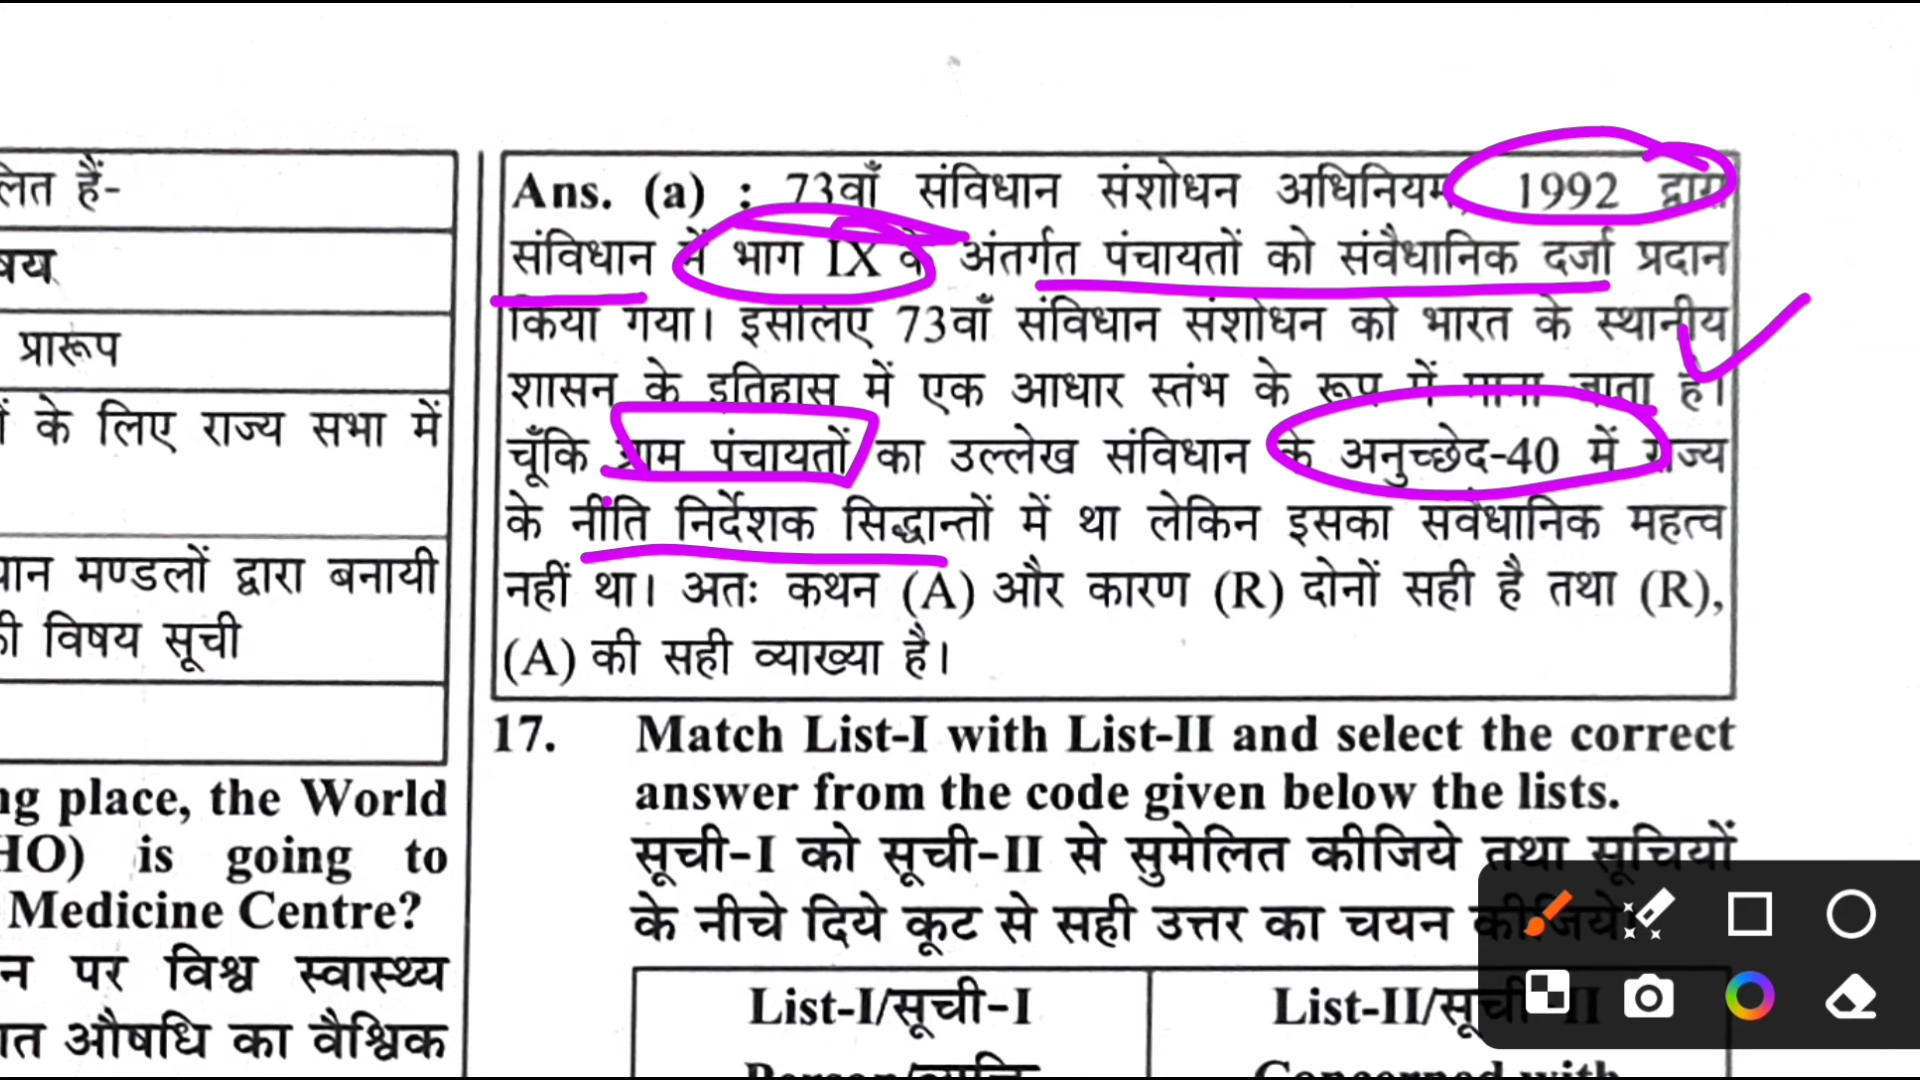 लित हैं-
षय
प्रारूप
के लिए राज्य सभा में
मण्डलों द्वारा बनायी
विषय सूची
place, the World
is going to
Medicine Centre?
पर विश्व स्वास्थ्य
औषधि का वैश्विक
Ans. (a) : 73वाँ संविधान संशोधन अधिनियम, 1992 द्वारा
संविधान में भाग IX के अंतर्गत पंचायतों को संवैधानिक दर्जा प्रदान
किया गया। इसलिए 73वाँ संविधान संशोधन को भारत के स्थानीय
शासन के इतिहास में एक आधार स्तंभ के रूप में माना जाता है।
चूँकि ग्राम पंचायतों का उल्लेख संविधान के अनुच्छेद-40 में राज्य
के नीति निर्देशक सिद्धान्तों में था लेकिन इसका सवैधानिक महत्व
नहीं था। अतः कथन (A) और कारण (R) दोनों सही है तथा (R),
(A) की सही व्याख्या है।
17. Match List-I with List-II and select the correct
answer from the code given below the lists.
सूची-I को सूची-II से सुमेलित कीजिये तथा सूचियों
के नीचे दिये कूट से सही उत्तर का चयन कीजिये
List-I/सूची-I List-II/सूची-II